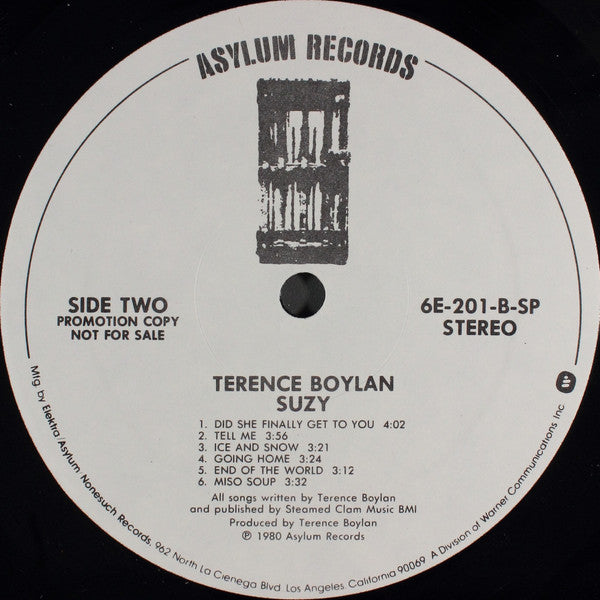 ASYLUM RECORDS
SIDE TWO
PROMOTION COPY
NOT FOR SALE
6E-201-B-SP
STEREO
TERENCE BOYLAN
SUZY
1. DID SHE FINALLY GET TO YOU 4:02
2. TELL ME 3:56
3. ICE AND SNOW 3:21
4. GOING HOME 3:24
5. END OF THE WORLD 3:12
6. MISO SOUP 3:32
All songs written by Terence Boylan
and published by Steamed Clam Music BMI
Produced by Terence Boylan
℗ 1980 Asylum Records
Mfg by Elektra/Asylum/Nonesuch Records, 962 North La Cienega Blvd. Los Angeles, California 90069 A Division of Warner Communications Inc